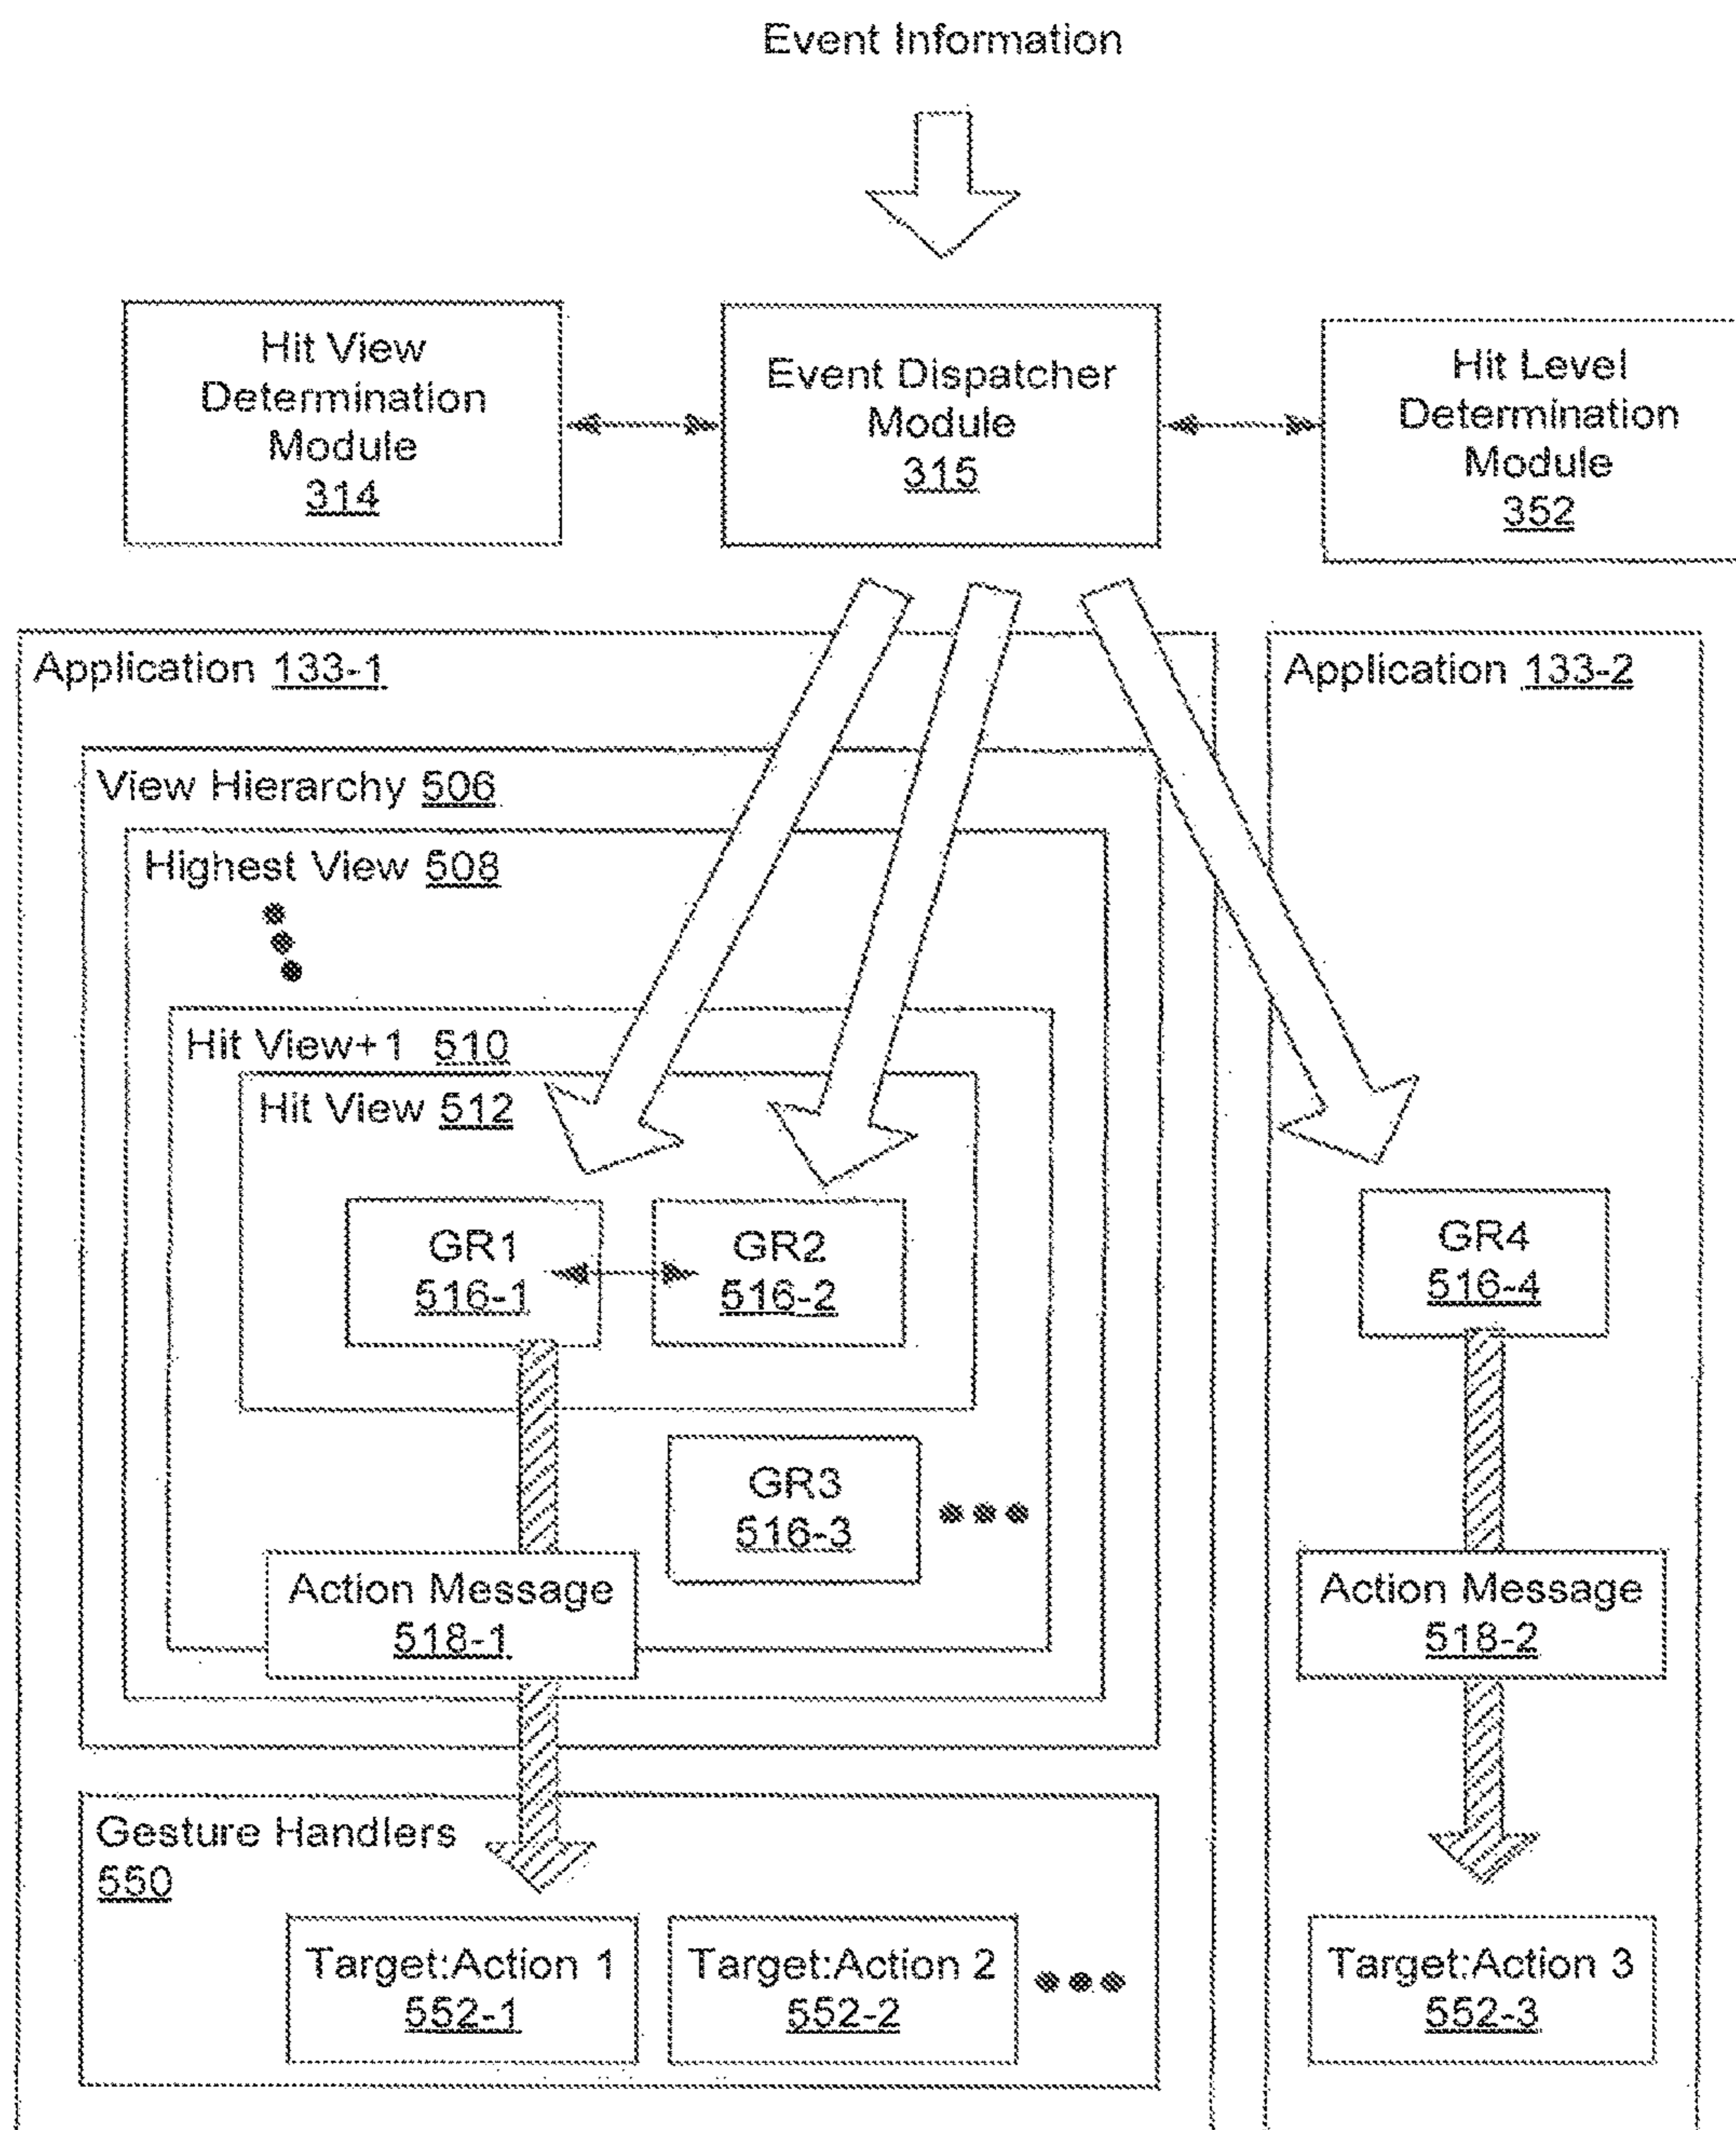 Event Information
Hit View
Determination
Module
314
Event Dispatcher
Module
315
Hit Level
Determination
Module
352
Application 133-1
View Hierarchy 506
Highest View 508
Hit View+1 510
Hit View 512
GR1
516-1
GR2
516-2
GR3
516-3
Action Message
518-1
Gesture Handlers
550
Target:Action 1
552-1
Target:Action 2
552-2
Application 133-2
GR4
516-4
Action Message
518-2
Target:Action 3
552-3